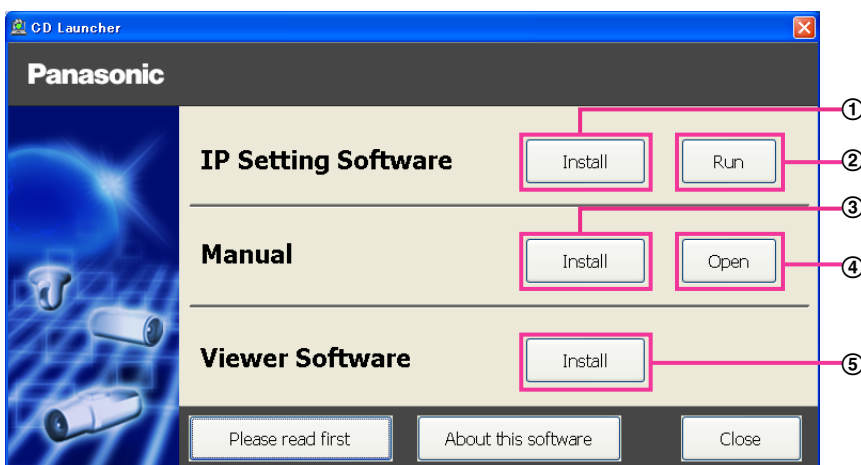 CD Launcher
Panasonic
①
IP Setting Software Install Run ②
③
Manual Install Open ④
Viewer Software Install ⑤
Please read first About this software Close